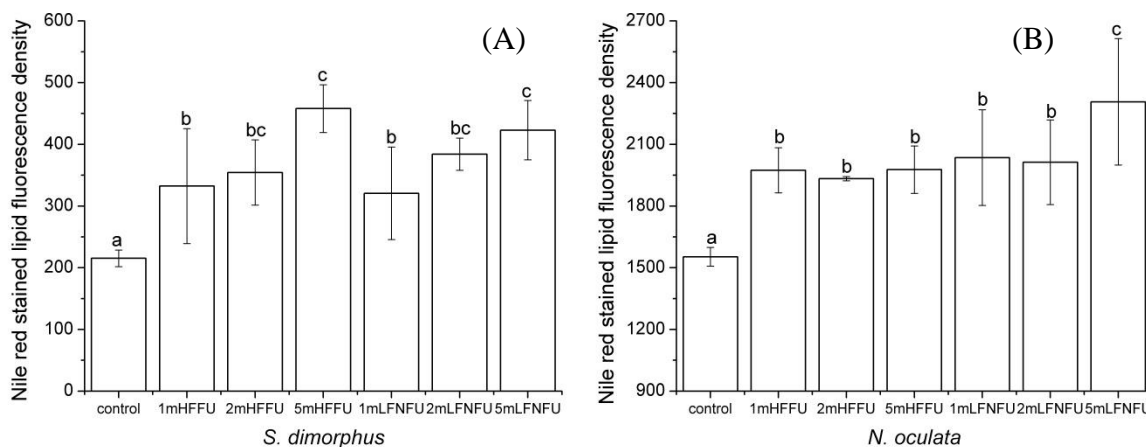 Nile red stained lipid fluorescence density
600
500
400
300
200
100
0
(A)
a
b
bc
c
b
bc
c
control 1mHFFU 2mHFFU 5mHFFU 1mLFNFU 2mLFNFU 5mLFNFU
S. dimorphus
Nile red stained lipid fluorescence density
2700
2400
2100
1800
1500
1200
900
(B)
a
b
b
b
b
b
c
control 1mHFFU 2mHFFU 5mHFFU 1mLFNFU 2mLFNFU 5mLFNFU
N. oculata